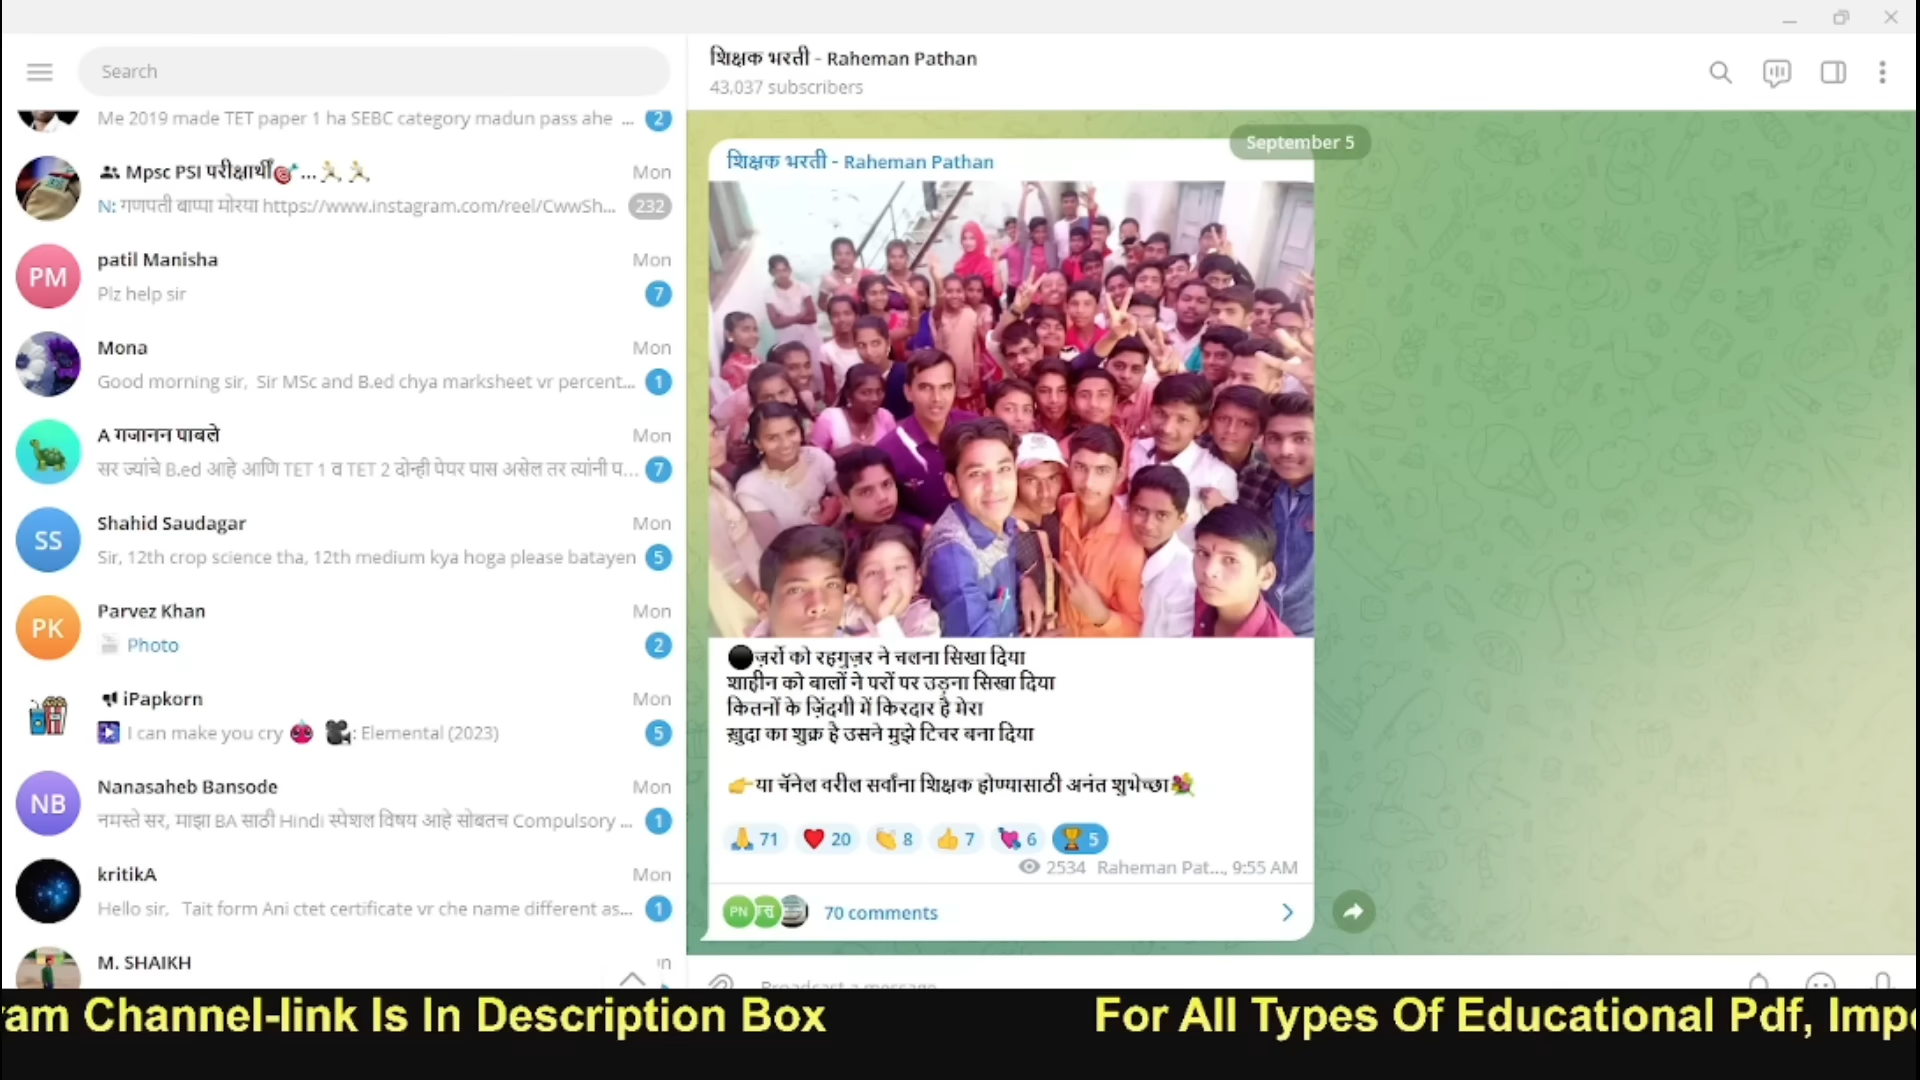 Search
Me 2019 made TET paper 1 ha SEBC category madun pass ahe ...
2
Mpsc PSI परीक्षार्थी🎯...🏃🏃
Mon
N: गणपती बाप्पा मोरया https://www.instagram.com/reel/CwwSh...
232
PM
patil Manisha
Mon
Plz help sir
7
Mona
Mon
Good morning sir, Sir MSc and B.ed chya marksheet vr percent...
1
A गजानन पाबले
Mon
सर ज्यांचे B.ed आहे आणि TET 1 व TET 2 दोन्ही पेपर पास असेल तर त्यांनी प...
7
SS
Shahid Saudagar
Mon
Sir, 12th crop science tha, 12th medium kya hoga please batayen
5
PK
Parvez Khan
Mon
Photo
2
iPapkorn
Mon
I can make you cry : Elemental (2023)
5
NB
Nanasaheb Bansode
Mon
नमस्ते सर, माझा BA साठी Hindi स्पेशल विषय आहे सोबतच Compulsory ...
1
kritikA
Mon
Hello sir, Tait form Ani ctet certificate vr che name different as...
1
M. SHAIKH
शिक्षक भरती - Raheman Pathan
43,037 subscribers
September 5
शिक्षक भरती - Raheman Pathan
⚫ज़र्रो को रहगुज़र ने चलना सिखा दिया
शाहीन को बालों ने परों पर उड़ना सिखा दिया
कितनों के ज़िंदगी में किरदार है मेरा
ख़ुदा का शुक्र है उसने मुझे टिचर बना दिया
👉या चॅनेल वरील सर्वांना शिक्षक होण्यासाठी अनंत शुभेच्छा💐
🙏 71 ❤️ 20 👏 8 👍 7 💘 6 🏆 5
2534 Raheman Pat..., 9:55 AM
PN
70 comments
Broadcast a message
am Channel-link Is In Description Box For All Types Of Educational Pdf, Imp